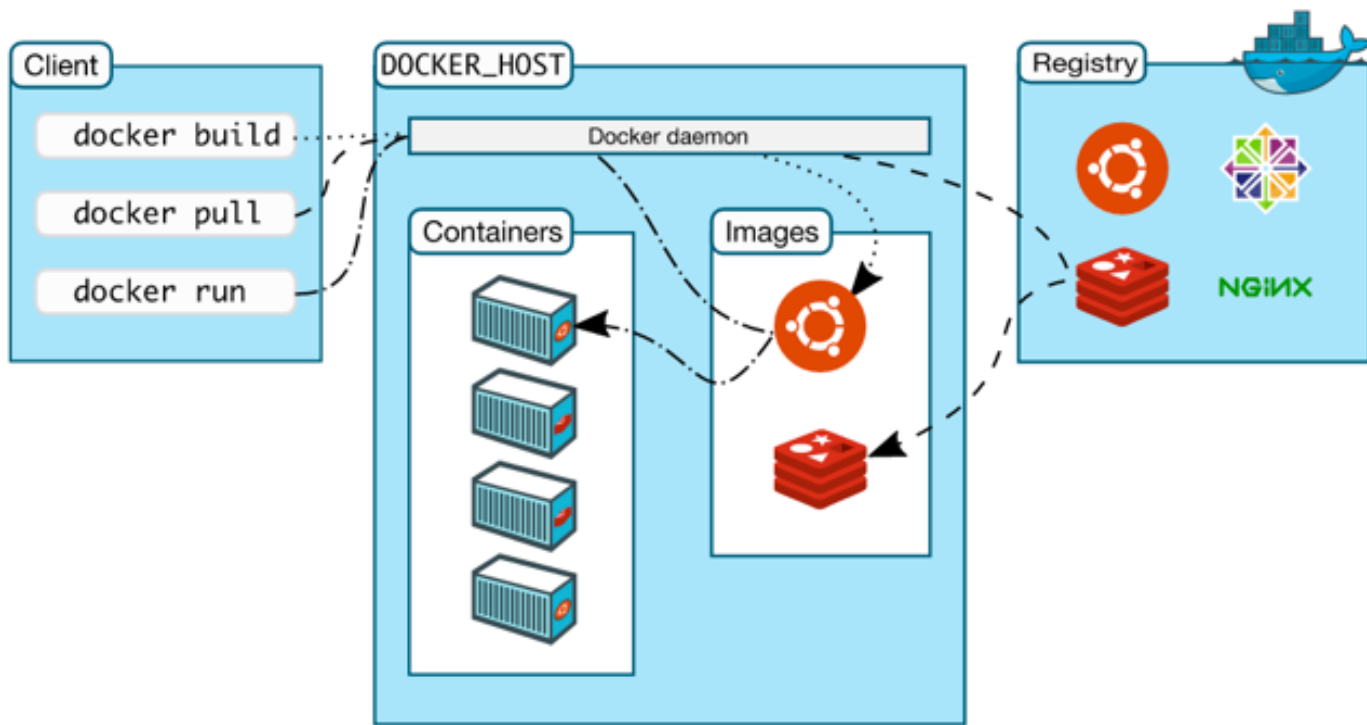 Client
docker build
docker pull
docker run
DOCKER_HOST
Docker daemon
Containers
Images
Registry
NGINX